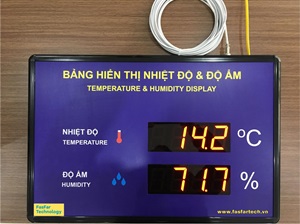 BẢNG HIỂN THỊ NHIỆT ĐỘ & ĐỘ ẨM
TEMPERATURE & HUMIDITY DISPLAY
NHIỆT ĐỘ
TEMPERATURE
14.2 °C
ĐỘ ẨM
HUMIDITY
71.7 %
FasFar
Technology
www.fasfartech.vn